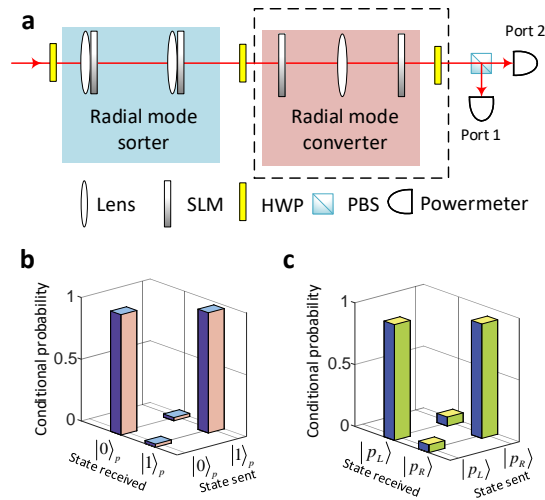 a
Port 2
Radial mode
sorter
Radial mode
converter
Port 1
Lens
SLM
HWP
PBS
Powermeter
b
c
Conditional probability
1
0.5
0
|0⟩p
|1⟩p
|0⟩p
|1⟩p
State received
State sent
Conditional probability
1
0.5
0
|pL⟩
|pR⟩
|pL⟩
|pR⟩
State received
State sent